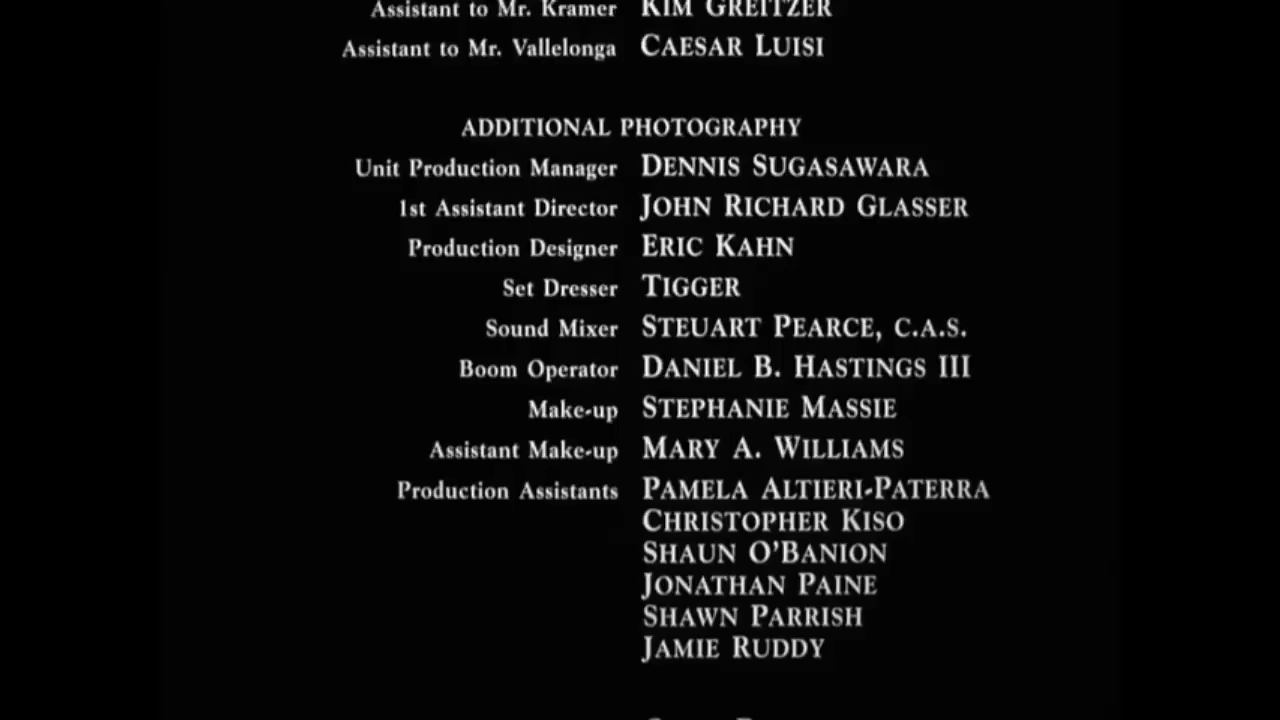 Assistant to Mr. Kramer KIM GREITZER
Assistant to Mr. Vallelonga CAESAR LUISI
ADDITIONAL PHOTOGRAPHY
Unit Production Manager DENNIS SUGASAWARA
1st Assistant Director JOHN RICHARD GLASSER
Production Designer ERIC KAHN
Set Dresser TIGGER
Sound Mixer STEUART PEARCE, C.A.S.
Boom Operator DANIEL B. HASTINGS III
Make-up STEPHANIE MASSIE
Assistant Make-up MARY A. WILLIAMS
Production Assistants PAMELA ALTIERI-PATERRA
CHRISTOPHER KISO
SHAUN O'BANION
JONATHAN PAINE
SHAWN PARRISH
JAMIE RUDDY